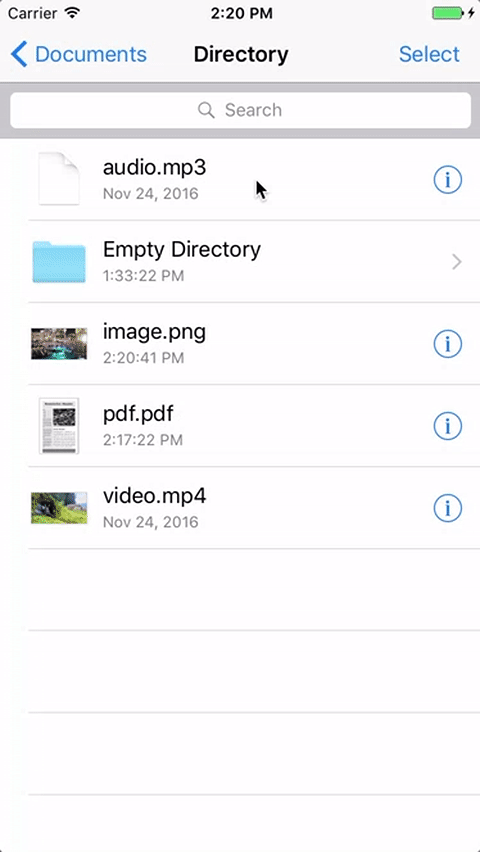 Carrier 2:20 PM
Documents Directory Select
Search
audio.mp3
Nov 24, 2016
Empty Directory
1:33:22 PM
image.png
2:20:41 PM
pdf.pdf
2:17:22 PM
video.mp4
Nov 24, 2016